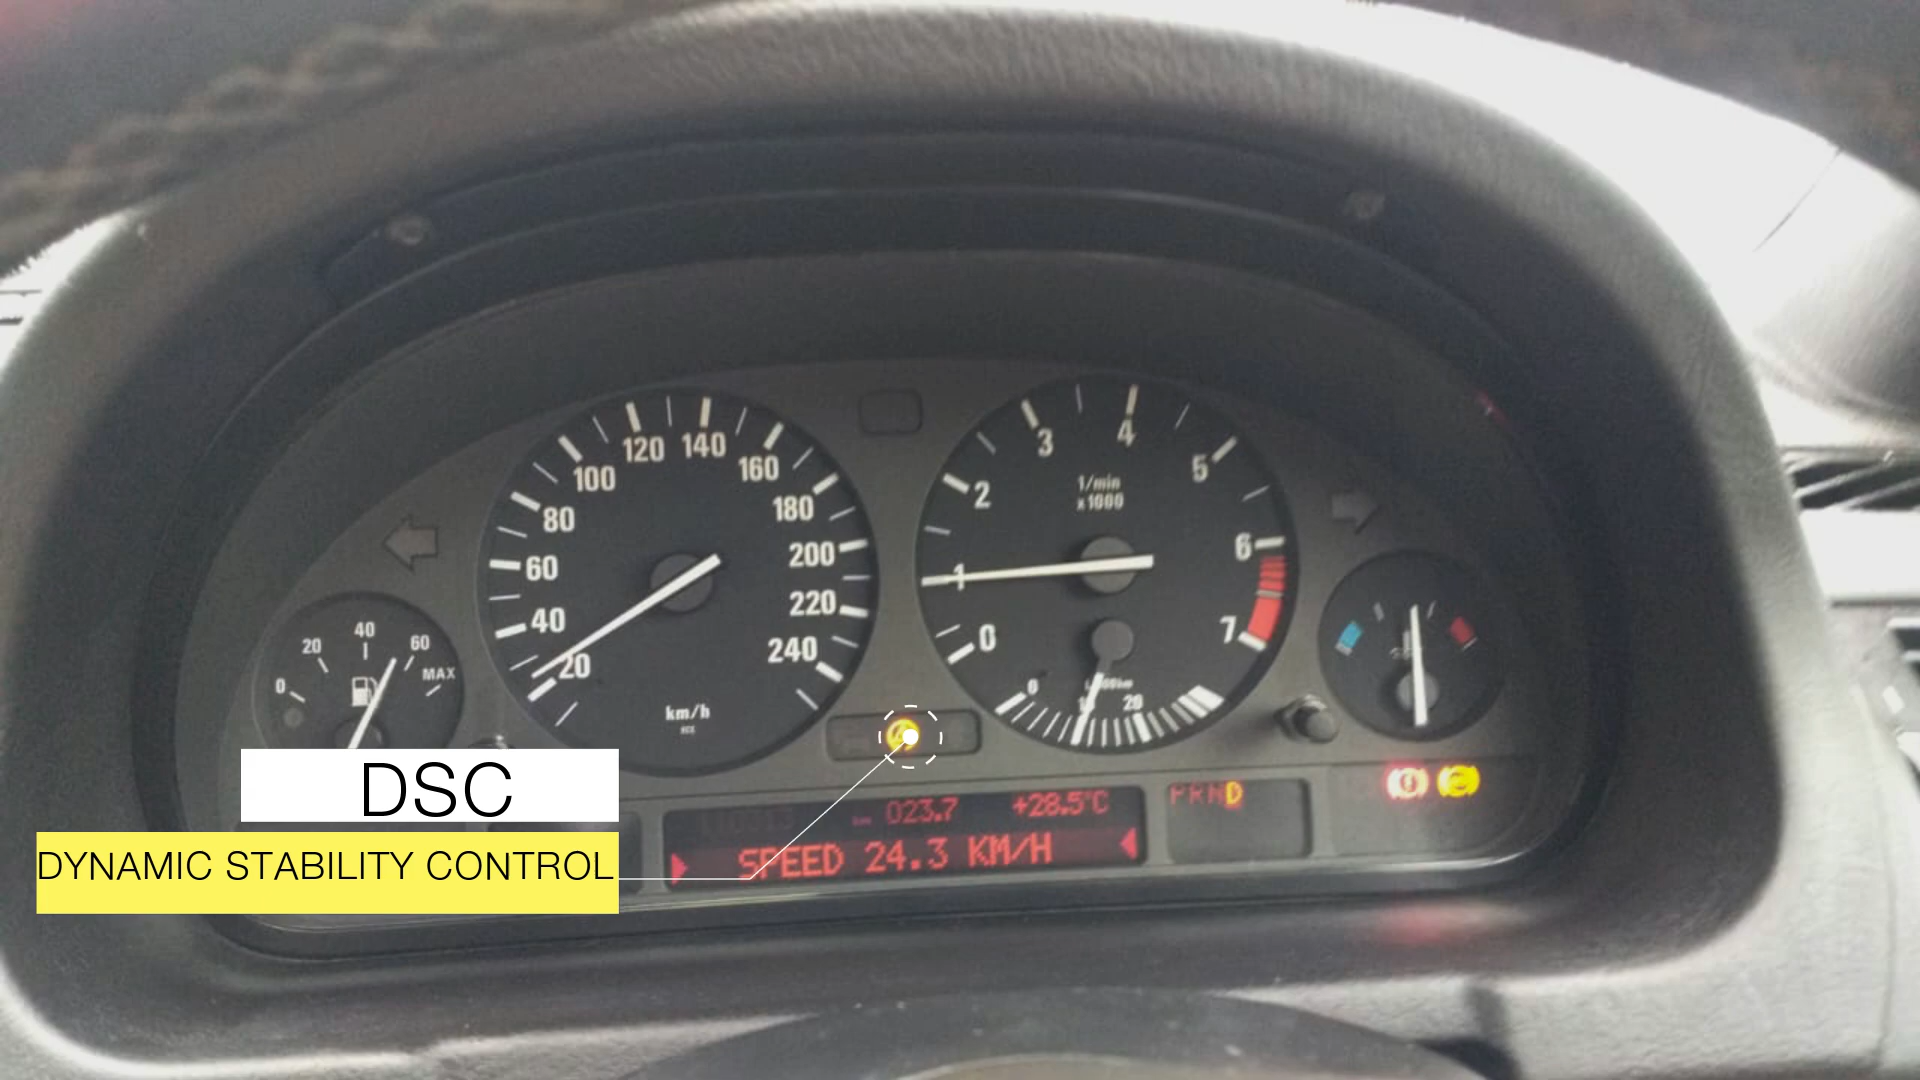 120 140
100 160
80 180
60 200
40 220
20 240
km/h
3 4
2 5
1/min
x1000
1 6
0 7
0 20
20 40 60
0 MAX
023.7 +28.5°C
PRND
SPEED 24.3 KM/H
DSC
DYNAMIC STABILITY CONTROL